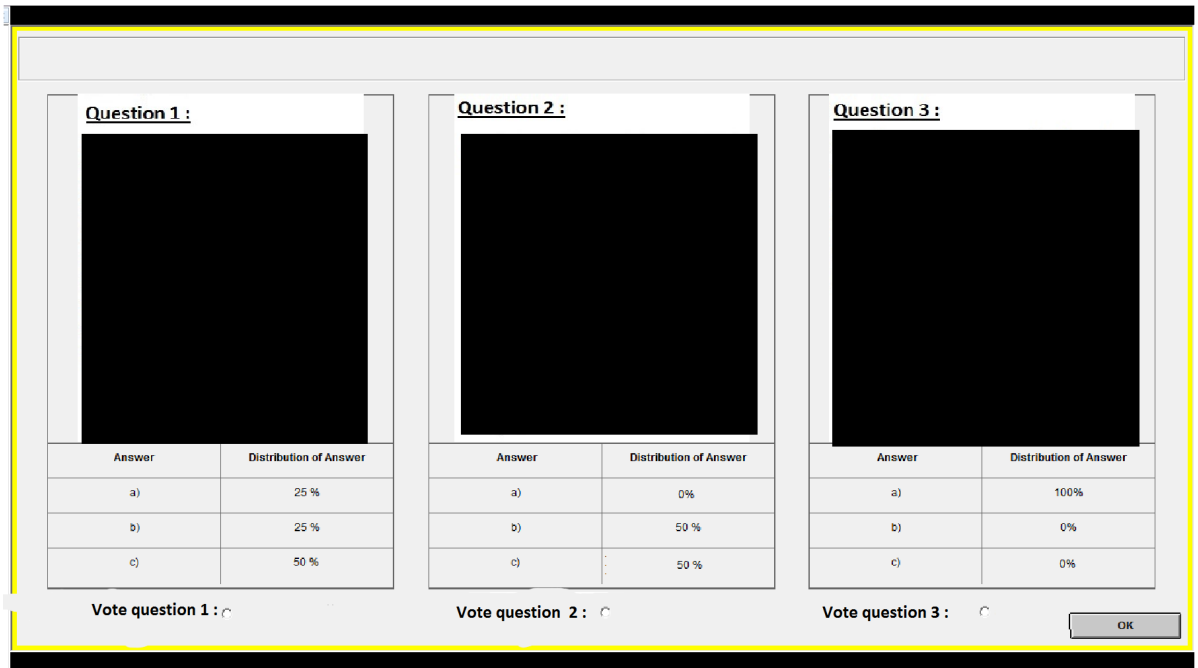 Question 1 :
Answer Distribution of Answer
a) 25 %
b) 25 %
c) 50 %
Vote question 1 :
Question 2 :
Answer Distribution of Answer
a) 0%
b) 50 %
c) 50 %
Vote question  2 :
Question 3 :
Answer Distribution of Answer
a) 100%
b) 0%
c) 0%
Vote question 3 :
OK